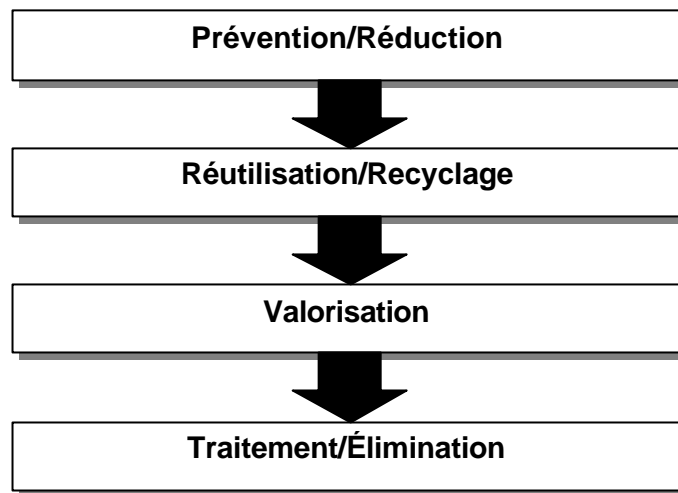 Prévention/Réduction
Réutilisation/Recyclage
Valorisation
Traitement/Élimination